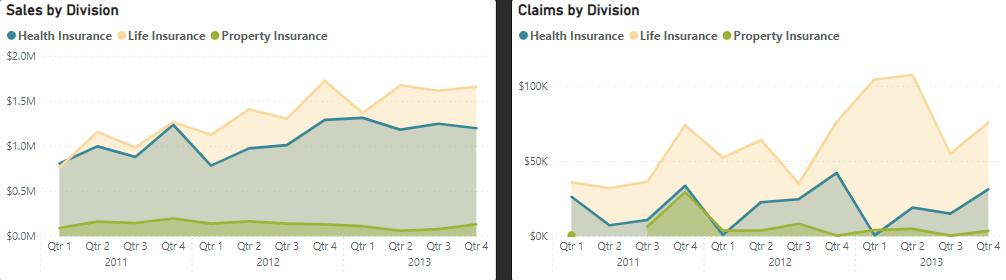 Sales by Division
Health Insurance Life Insurance Property Insurance
$2.0M
$1.5M
$1.0M
$0.5M
$0.0M
Qtr 1 Qtr 2 Qtr 3 Qtr 4 Qtr 1 Qtr 2 Qtr 3 Qtr 4 Qtr 1 Qtr 2 Qtr 3 Qtr 4
2011 2012 2013
Claims by Division
Health Insurance Life Insurance Property Insurance
$100K
$50K
$0K
Qtr 1 Qtr 2 Qtr 3 Qtr 4 Qtr 1 Qtr 2 Qtr 3 Qtr 4 Qtr 1 Qtr 2 Qtr 3 Qtr 4
2011 2012 2013